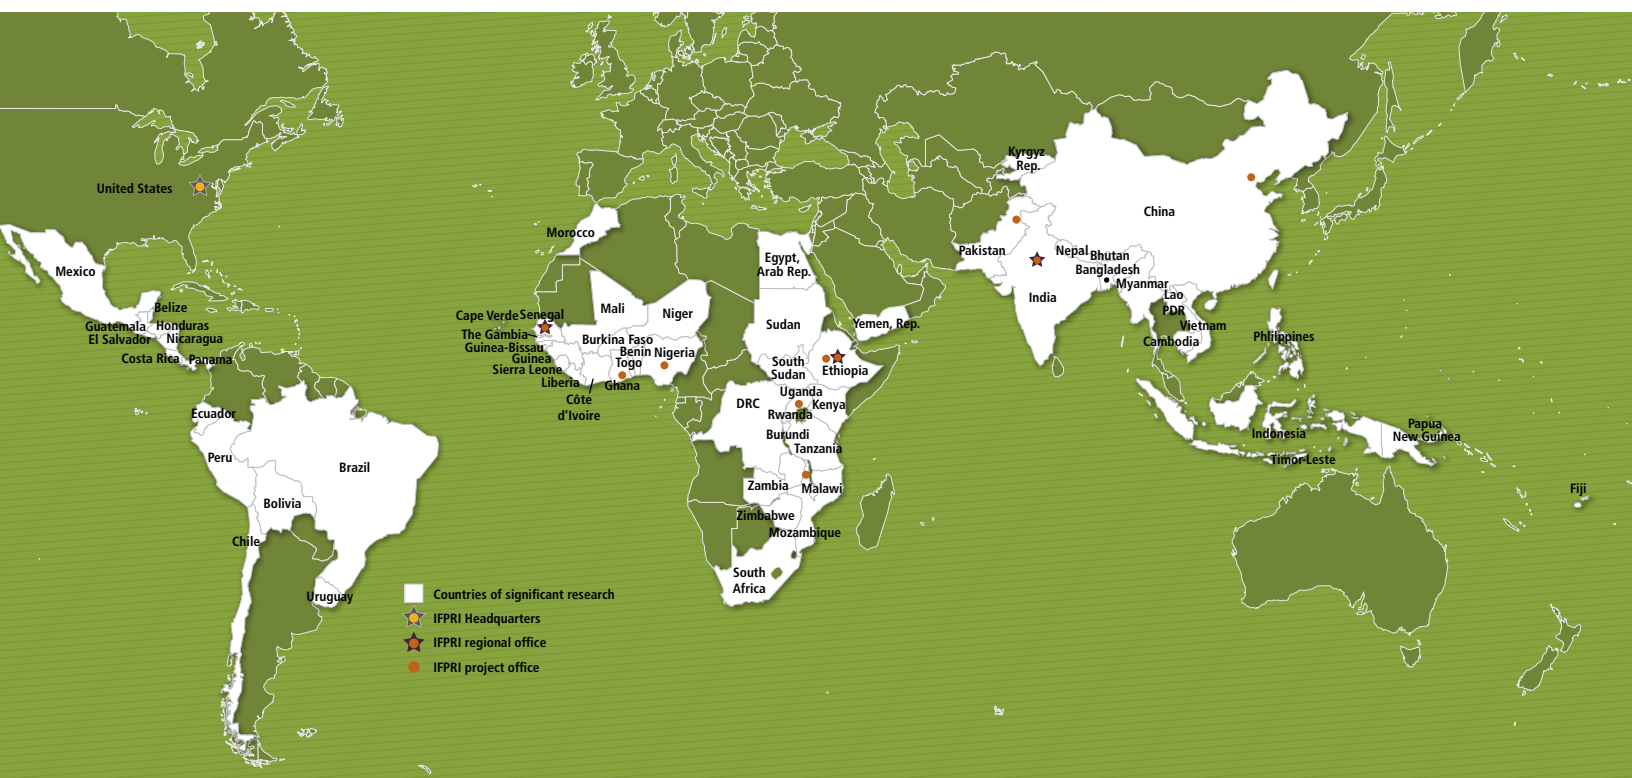 United States
Mexico
Belize
Guatemala
Honduras
El Salvador
Nicaragua
Costa Rica
Panama
Ecuador
Peru
Brazil
Bolivia
Chile
Uruguay
Morocco
Egypt,
Arab Rep.
Mali
Niger
Cape Verde
Senegal
Sudan
Yemen, Rep.
The Gambia
Burkina Faso
Guinea-Bissau
Benin
Nigeria
Guinea
Togo
South
Sudan
Ethiopia
Sierra Leone
Liberia
Ghana
Côte
d'Ivoire
DRC
Uganda
Kenya
Rwanda
Burundi
Tanzania
Zambia
Malawi
Zimbabwe
Mozambique
South
Africa
Kyrgyz
Rep.
China
Pakistan
Nepal
Bhutan
Bangladesh
Myanmar
India
Lao
PDR
Vietnam
Cambodia
Phlippines
Indonesia
Papua
New Guinea
Timor-Leste
Fiji
Countries of significant research
IFPRI Headquarters
IFPRI regional office
IFPRI project office